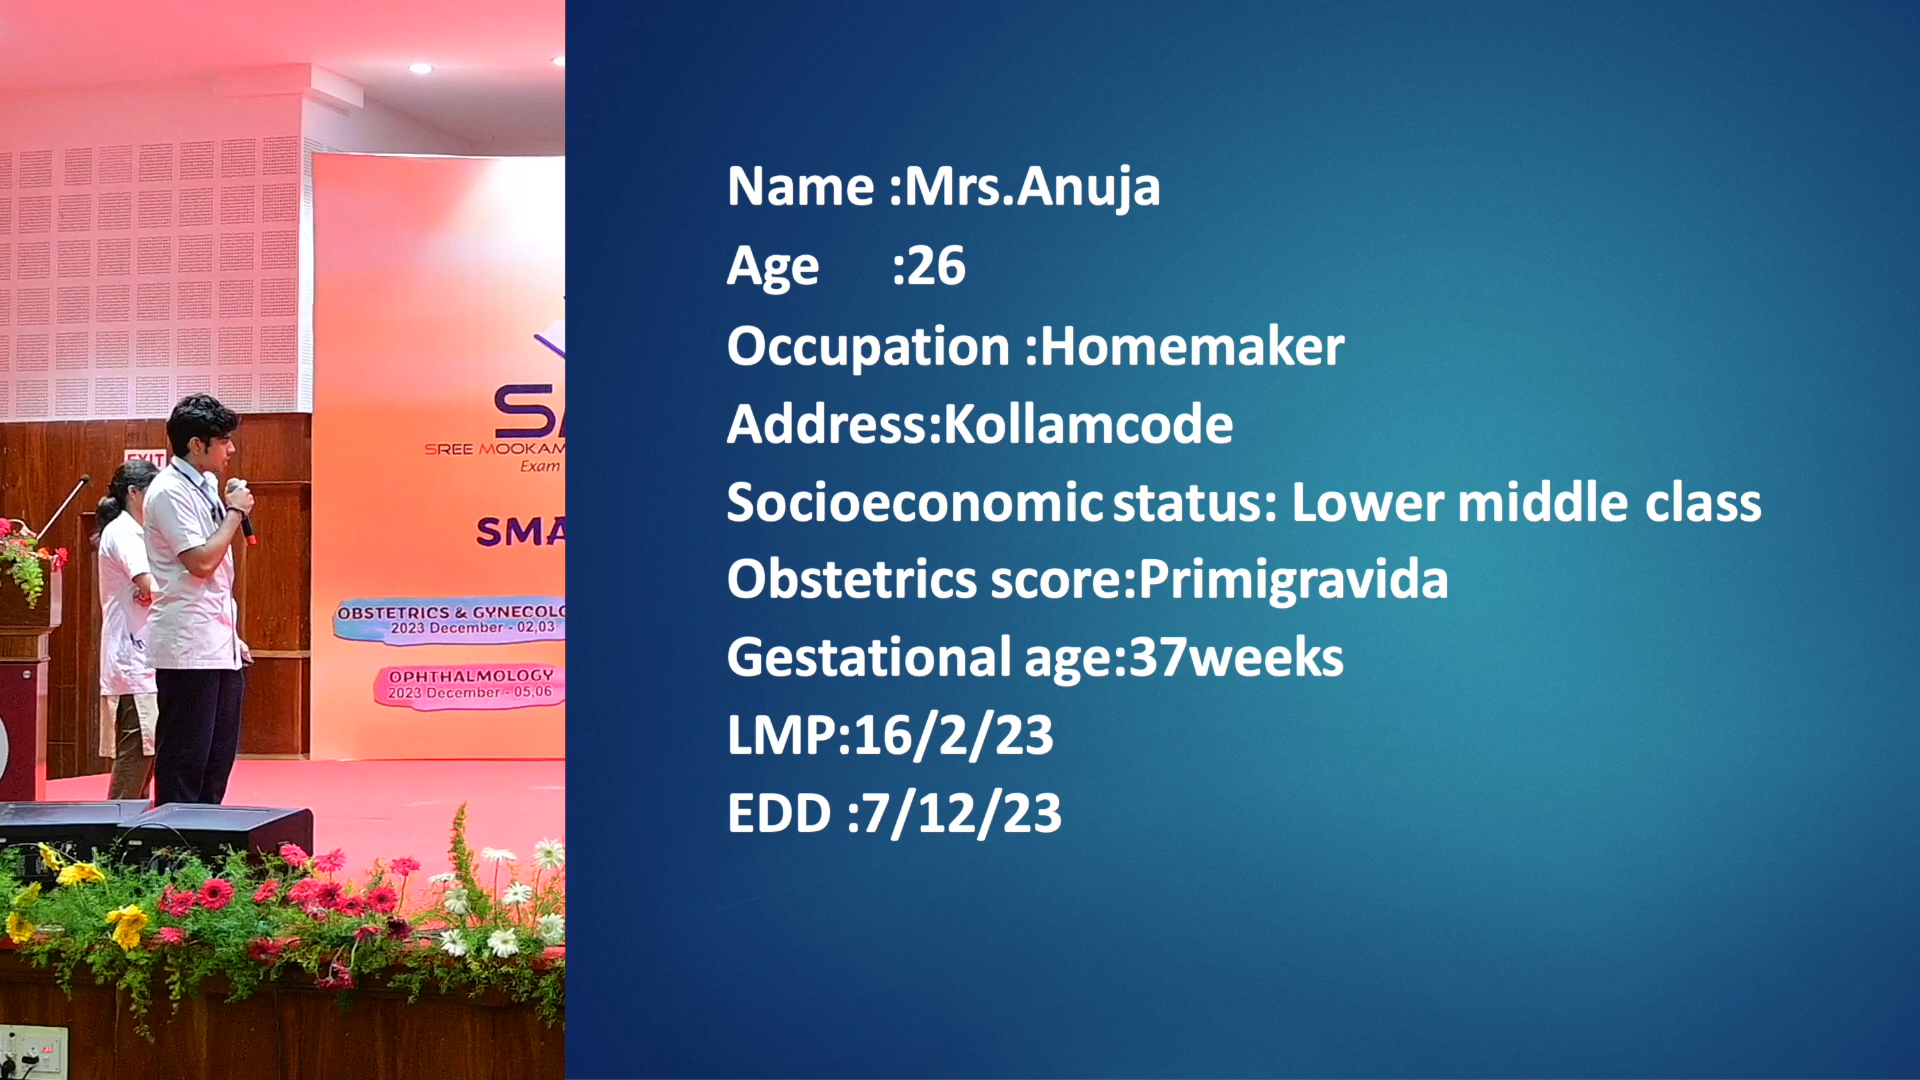 EXIT
S
SREE MOOKAM
Exam
SMA
OBSTETRICS & GYNECOLO
2023 December - 02,03
OPHTHALMOLOGY
2023 December - 05,06
Name :Mrs.Anuja
Age :26
Occupation :Homemaker
Address:Kollamcode
Socioeconomic status: Lower middle class
Obstetrics score:Primigravida
Gestational age:37weeks
LMP:16/2/23
EDD :7/12/23